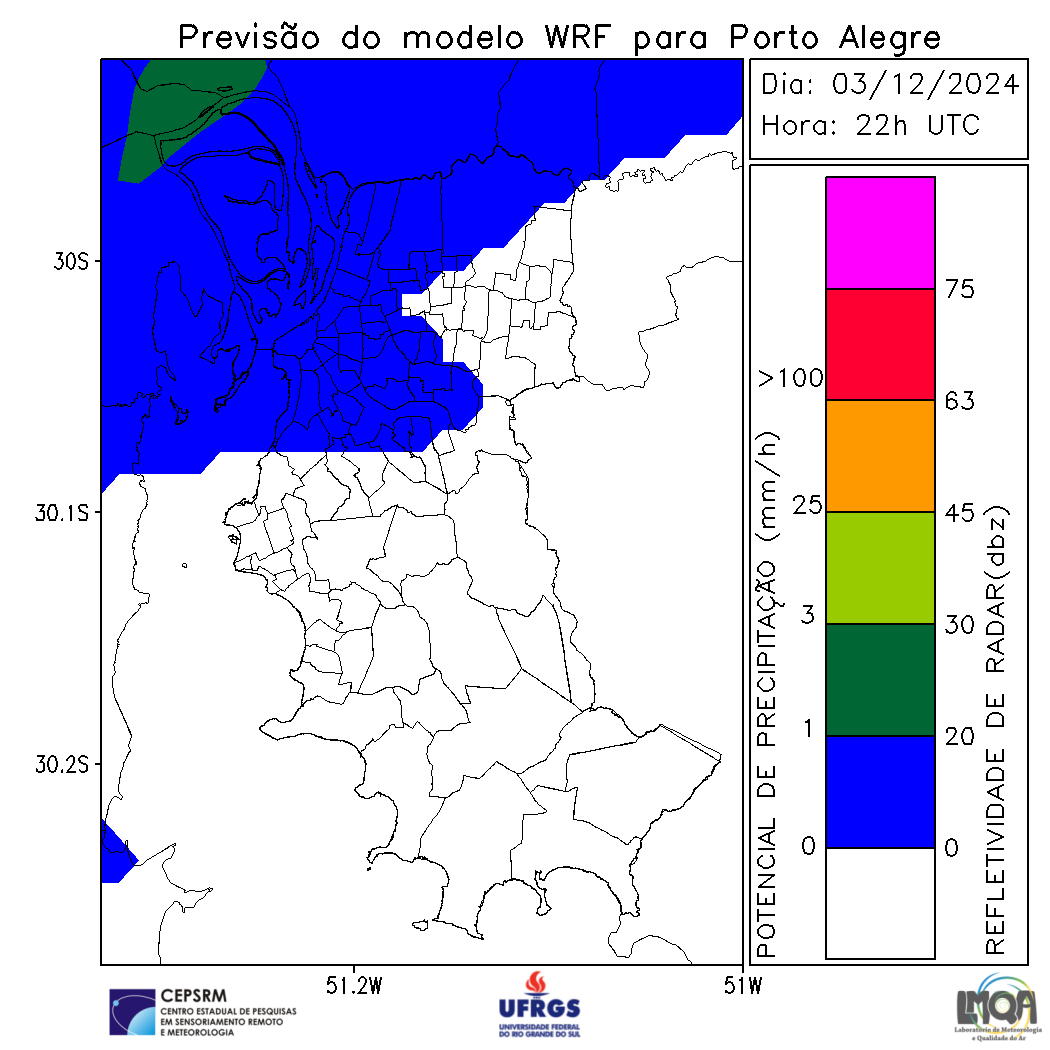 Previsão do modelo WRF para Porto Alegre
Dia: 03/12/2024
Hora: 22h UTC
30S
30.1S
30.2S
51.2W
51W
POTENCIAL DE PRECIPITAÇÃO (mm/h)
>100
25
3
1
0
75
63
45
30
20
0
REFLETIVIDADE DE RADAR(dbz)
CEPSRM
CENTRO ESTADUAL DE PESQUISAS
EM SENSORIAMENTO REMOTO
E METEOROLOGIA
UFRGS
UNIVERSIDADE FEDERAL
DO RIO GRANDE DO SUL
LMQA
Laboratório de Meteorologia
e Qualidade do Ar